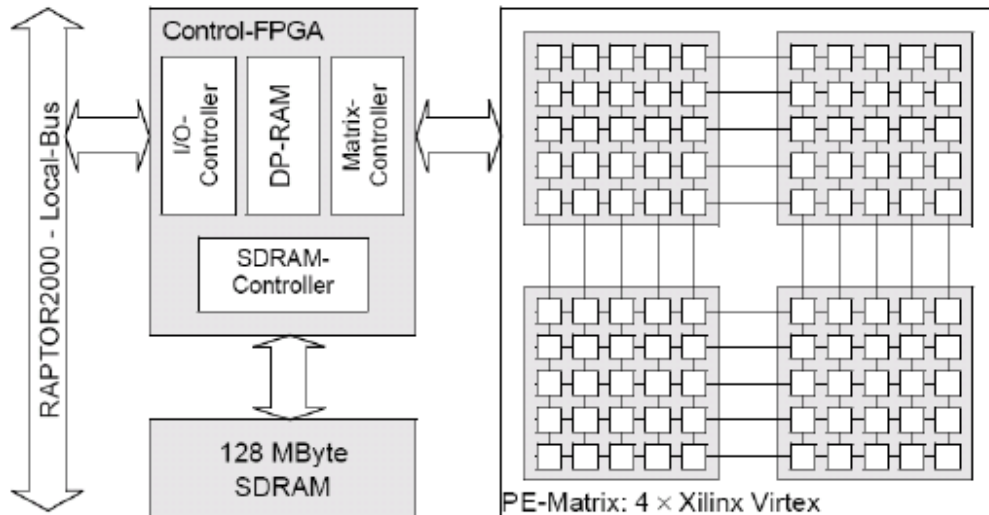 RAPTOR2000 - Local-Bus
Control-FPGA
I/O-
Controller
DP-RAM
Matrix-
Controller
SDRAM-
Controller
128 MByte
SDRAM
PE-Matrix: 4 × Xilinx Virtex